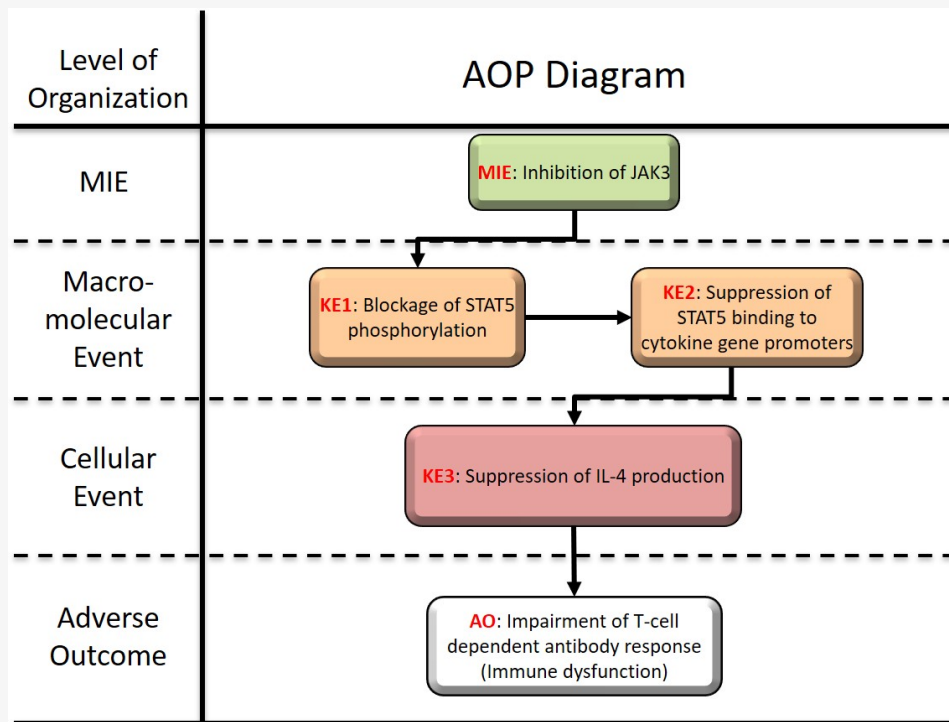 Level of
Organization
AOP Diagram
MIE
MIE: Inhibition of JAK3
Macro-
molecular
Event
KE1: Blockage of STAT5
phosphorylation
KE2: Suppression of
STAT5 binding to
cytokine gene promoters
Cellular
Event
KE3: Suppression of IL-4 production
Adverse
Outcome
AO: Impairment of T-cell
dependent antibody response
(Immune dysfunction)